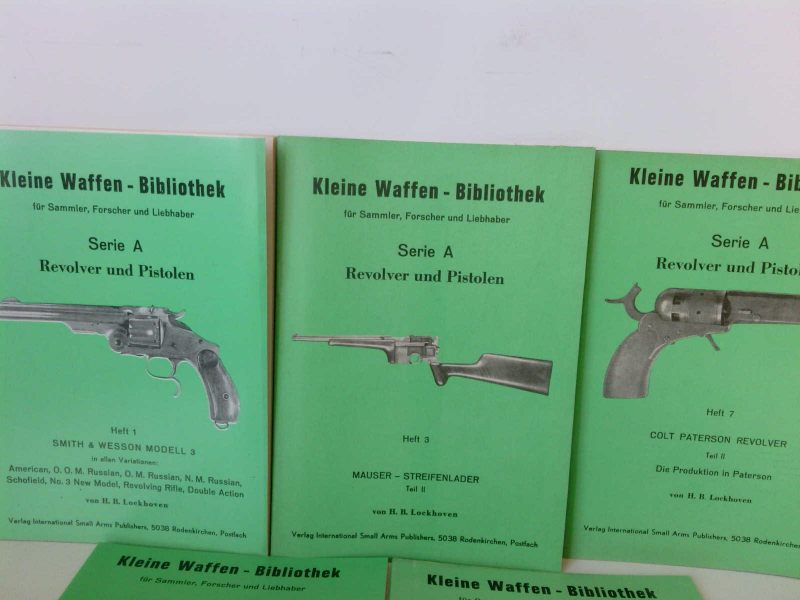 Kleine Waffen - Bibliothek
für Sammler, Forscher und Liebhaber
Serie A
Revolver und Pistolen
Heft 1
SMITH & WESSON MODELL 3
in allen Variationen:
American, O. O. M. Russian, O. M. Russian, N. M. Russian,
Schofield, No. 3 New Model, Revolving Rifle, Double Action
von H. B. Lockhoven
Verlag International Small Arms Publishers, 5038 Rodenkirchen, Postfach
Kleine Waffen - Bibliothek
für Sammler, Forscher und Liebhaber
Serie A
Revolver und Pistolen
Heft 3
MAUSER – STREIFENLADER
Teil II
von H. B. Lockhoven
Verlag International Small Arms Publishers, 5038 Rodenkirchen, Postfach
Kleine Waffen - Bib
für Sammler, Forscher und Lie
Serie A
Revolver und Pistol
Heft 7
COLT PATERSON REVOLVER
Teil II
Die Produktion in Paterson
von H. B. Lockhoven
Verlag International Small Arms Publishers, 5038 Rodenkirchen
Kleine Waffen - Bibliothek
für Sammler, Forscher und Liebhaber
Kleine Waffen - Bibliothek